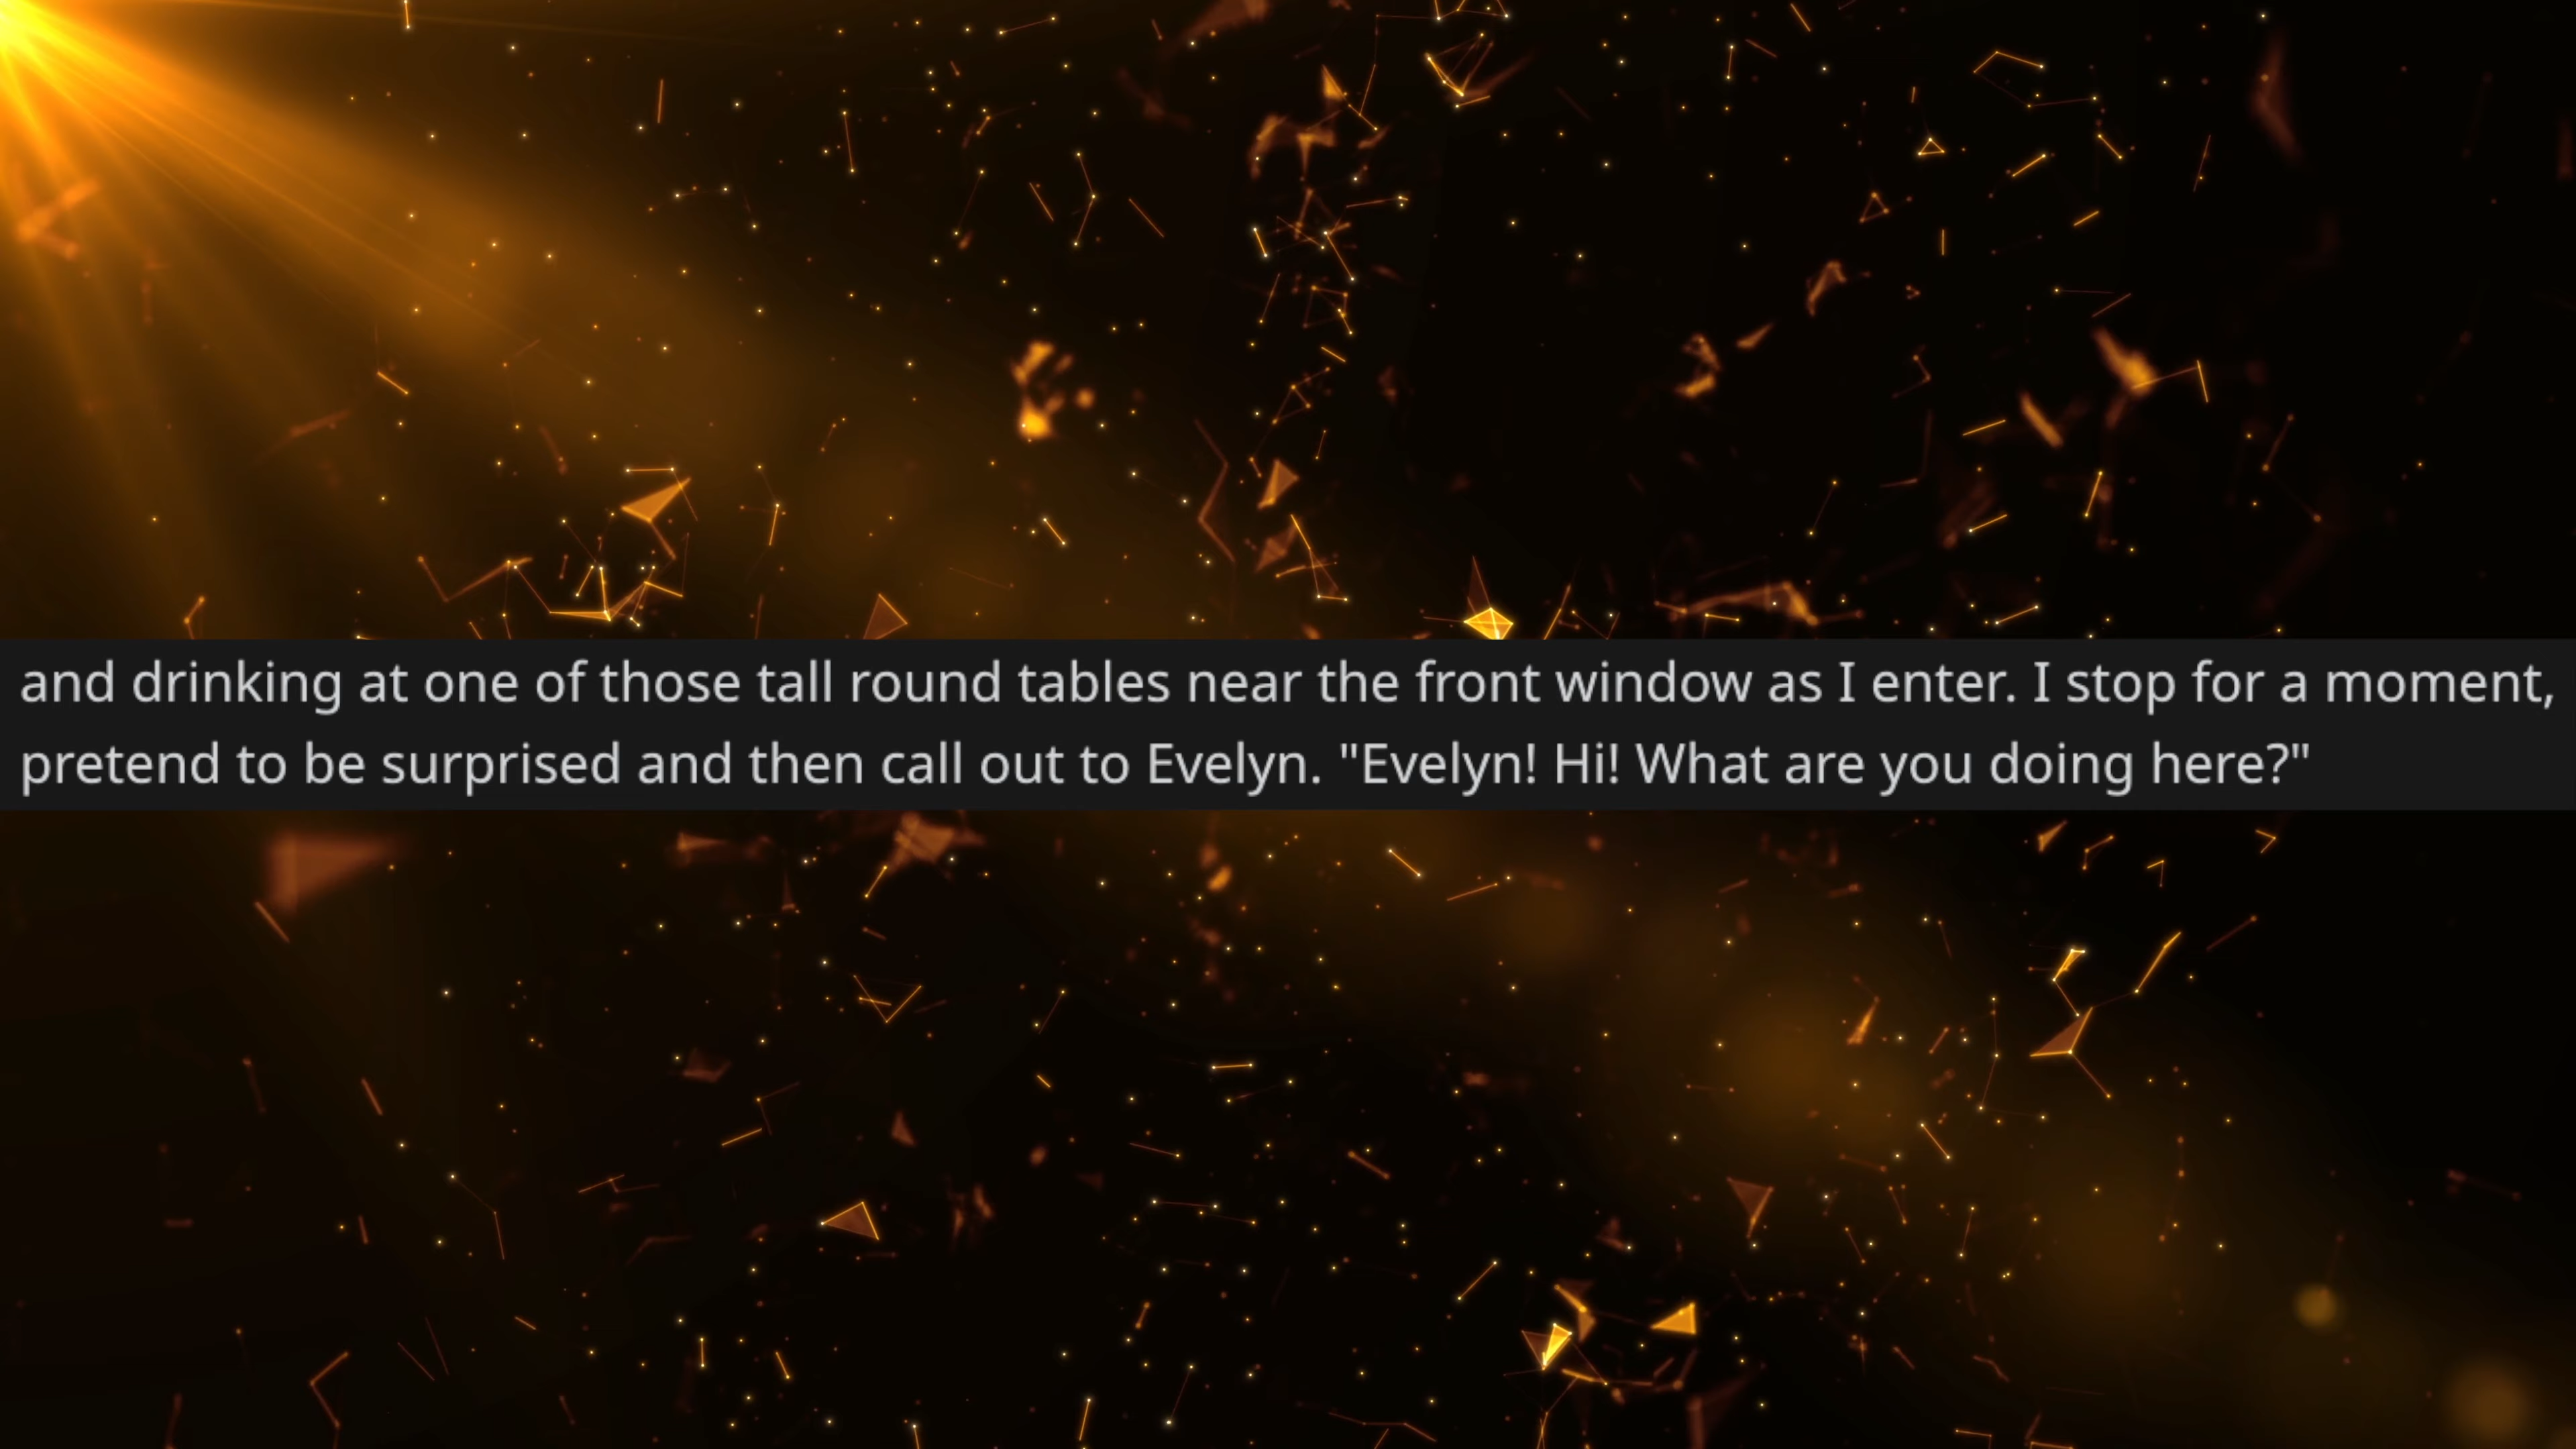 and drinking at one of those tall round tables near the front window as I enter. I stop for a moment,
pretend to be surprised and then call out to Evelyn. "Evelyn! Hi! What are you doing here?"